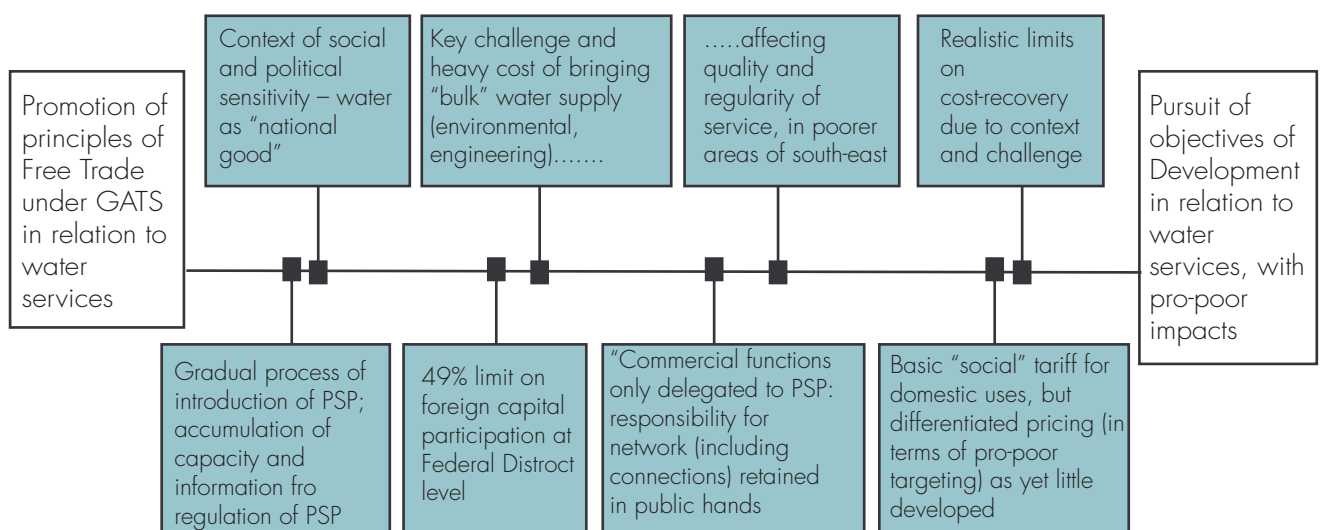 Promotion of
principles of
Free Trade
under GATS
in relation to
water
services
Context of social
and political
sensitivity – water
as “national
good”
Key challenge and
heavy cost of bringing
“bulk” water supply
(environmental,
engineering).......
.....affecting
quality and
regularity of
service, in poorer
areas of south-east
Realistic limits
on
cost-recovery
due to context
and challenge
Pursuit of
objectives of
Development
in relation to
water
services, with
pro-poor
impacts
Gradual process of
introduction of PSP;
accumulation of
capacity and
information fro
regulation of PSP
49% limit on
foreign capital
participation at
Federal Distroct
level
“Commercial functions
only delegated to PSP:
responsibility for
network (including
connections) retained
in public hands
Basic “social” tariff for
domestic uses, but
differentiated pricing (in
terms of pro-poor
targeting) as yet little
developed